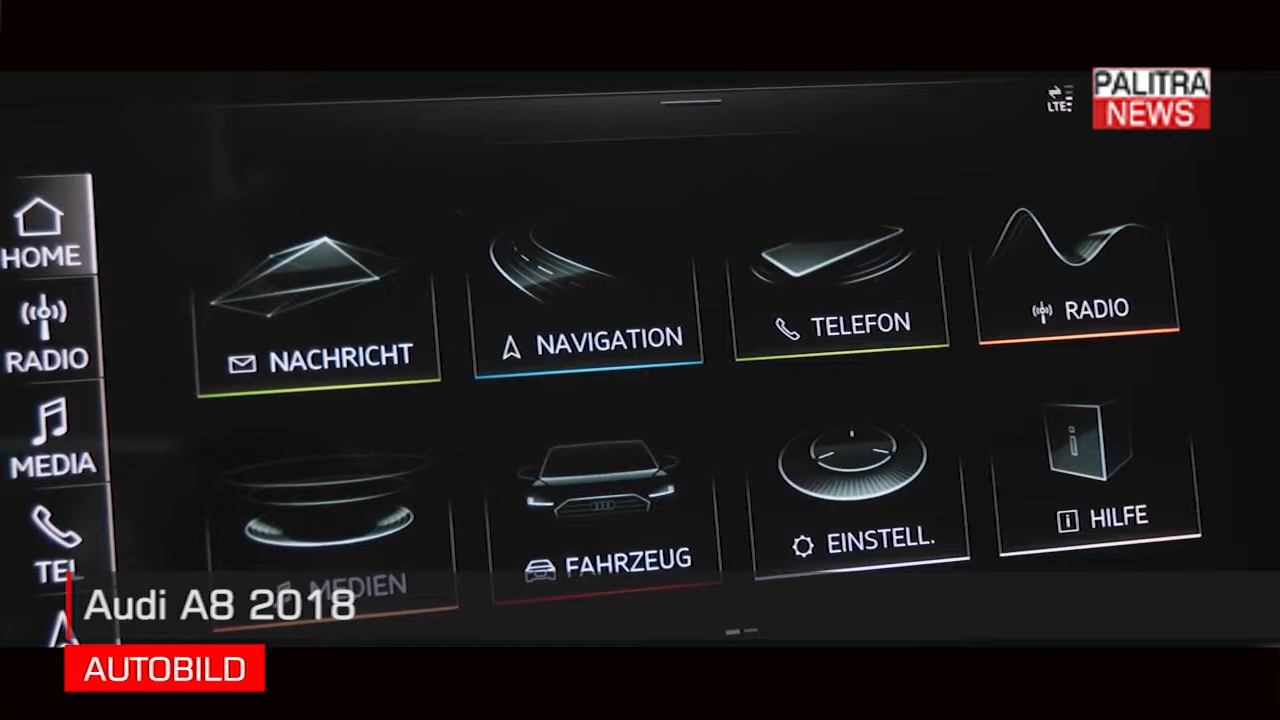 PALITRA
NEWS
LTE
HOME
RADIO
MEDIA
TEL
NACHRICHT
NAVIGATION
TELEFON
RADIO
MEDIEN
FAHRZEUG
EINSTELL.
HILFE
Audi A8 2018
AUTOBILD